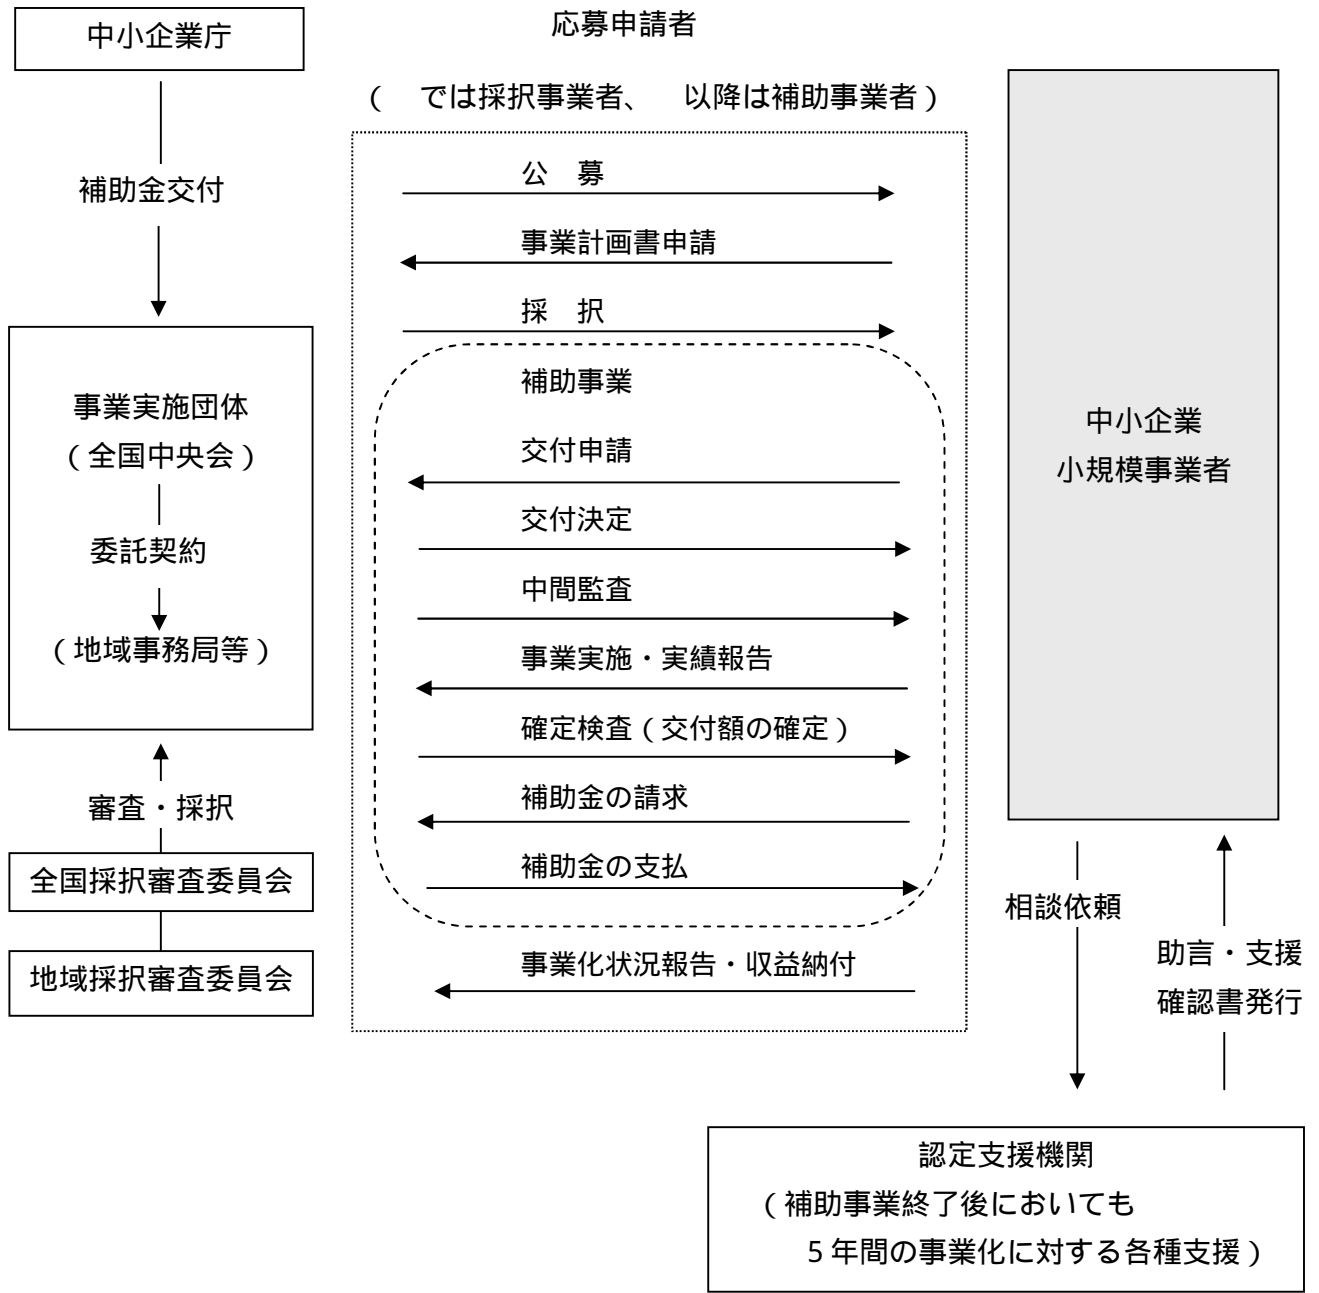 中小企業庁
応募申請者
(　では採択事業者、　以降は補助事業者)
補助金交付
公　募
事業計画書申請
採　択
補助事業
交付申請
交付決定
中間監査
事業実施・実績報告
確定検査(交付額の確定)
補助金の請求
補助金の支払
事業化状況報告・収益納付
事業実施団体
(全国中央会)
委託契約
(地域事務局等)
審査・採択
全国採択審査委員会
地域採択審査委員会
中小企業
小規模事業者
相談依頼
助言・支援
確認書発行
認定支援機関
(補助事業終了後においても
5年間の事業化に対する各種支援)